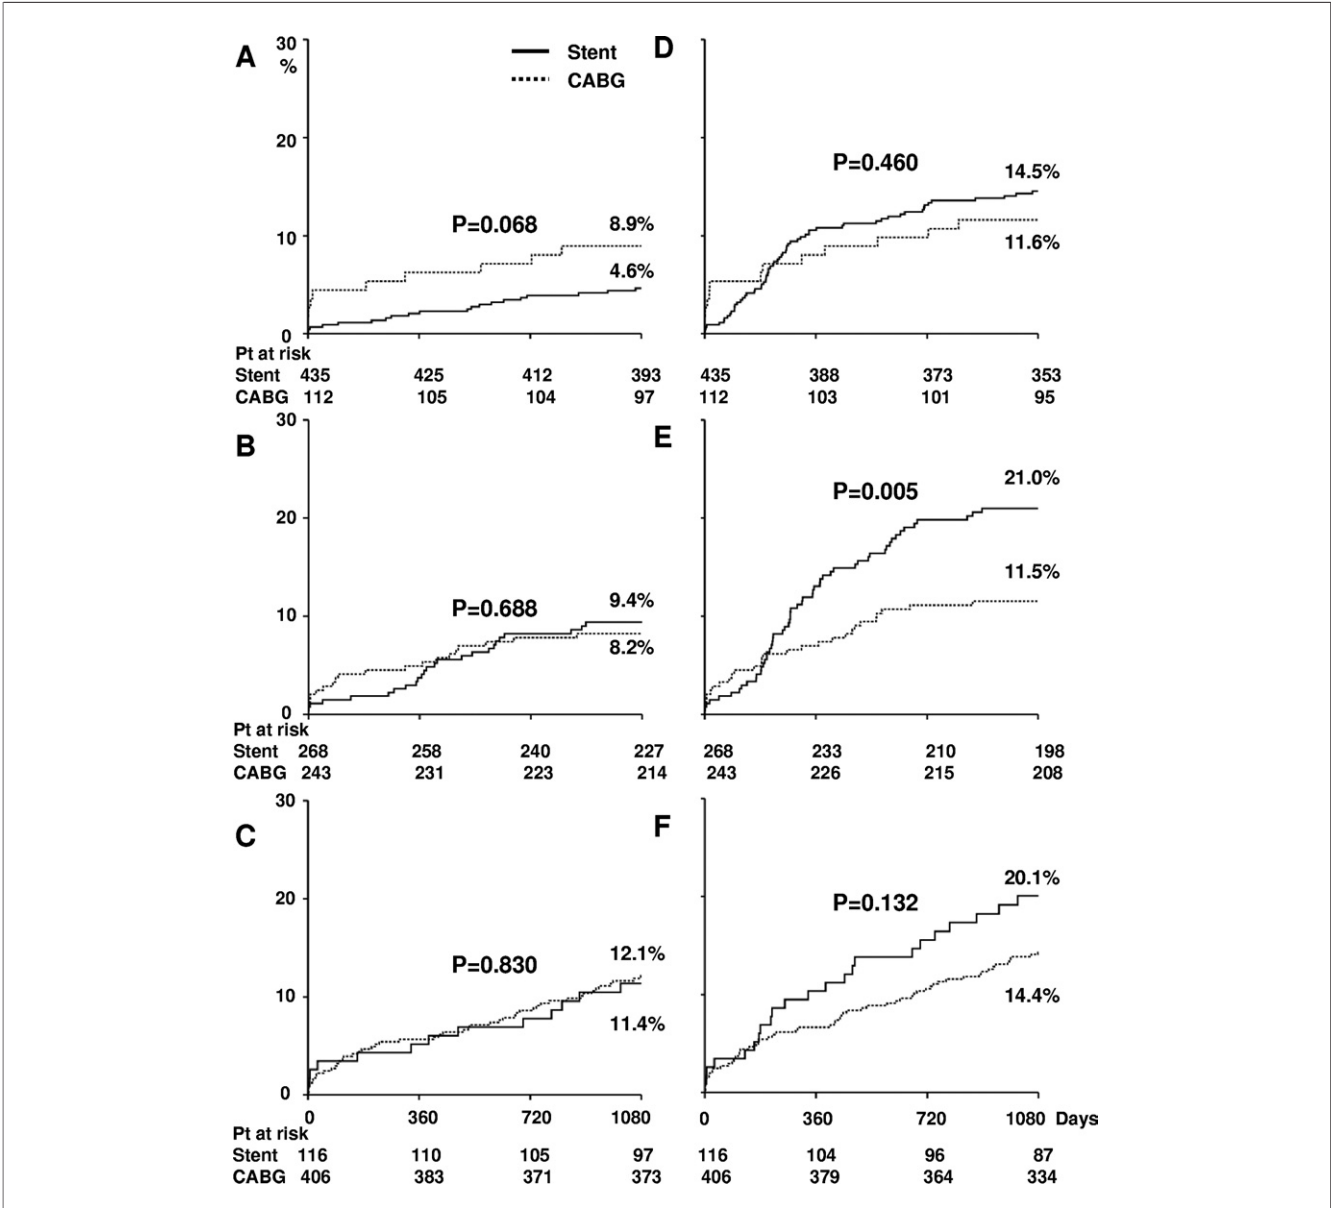 A
30
%
20
10
0
Stent
CABG
P=0.068
8.9%
4.6%
Pt at risk
Stent 435 425 412 393
CABG 112 105 104 97
D
P=0.460
14.5%
11.6%
435 388 373 353
112 103 101 95
B
30
20
10
0
P=0.688
9.4%
8.2%
Pt at risk
Stent 268 258 240 227
CABG 243 231 223 214
E
P=0.005
21.0%
11.5%
268 233 210 198
243 226 215 208
C
30
20
10
0
P=0.830
12.1%
11.4%
0 360 720 1080
Pt at risk
Stent 116 110 105 97
CABG 406 383 371 373
F
P=0.132
20.1%
14.4%
0 360 720 1080 Days
116 104 96 87
406 379 364 334